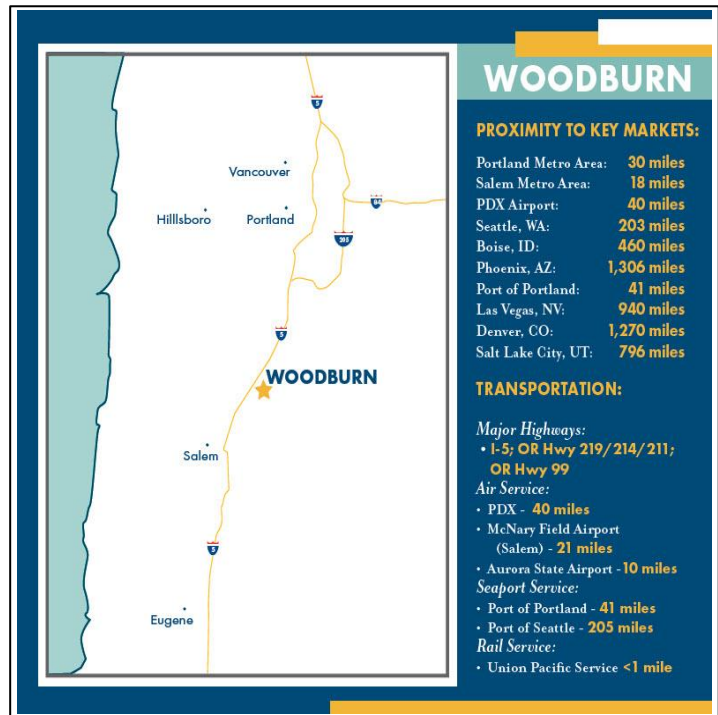 5
Vancouver
84
Hilllsboro
Portland
205
5
WOODBURN
Salem
5
Eugene
WOODBURN
PROXIMITY TO KEY MARKETS:
Portland Metro Area: 30 miles
Salem Metro Area: 18 miles
PDX Airport: 40 miles
Seattle, WA: 203 miles
Boise, ID: 460 miles
Phoenix, AZ: 1,306 miles
Port of Portland: 41 miles
Las Vegas, NV: 940 miles
Denver, CO: 1,270 miles
Salt Lake City, UT: 796 miles
TRANSPORTATION:
Major Highways:
• I-5; OR Hwy 219/214/211;
OR Hwy 99
Air Service:
• PDX - 40 miles
• McNary Field Airport
(Salem) - 21 miles
• Aurora State Airport -10 miles
Seaport Service:
• Port of Portland - 41 miles
• Port of Seattle - 205 miles
Rail Service:
• Union Pacific Service <1 mile